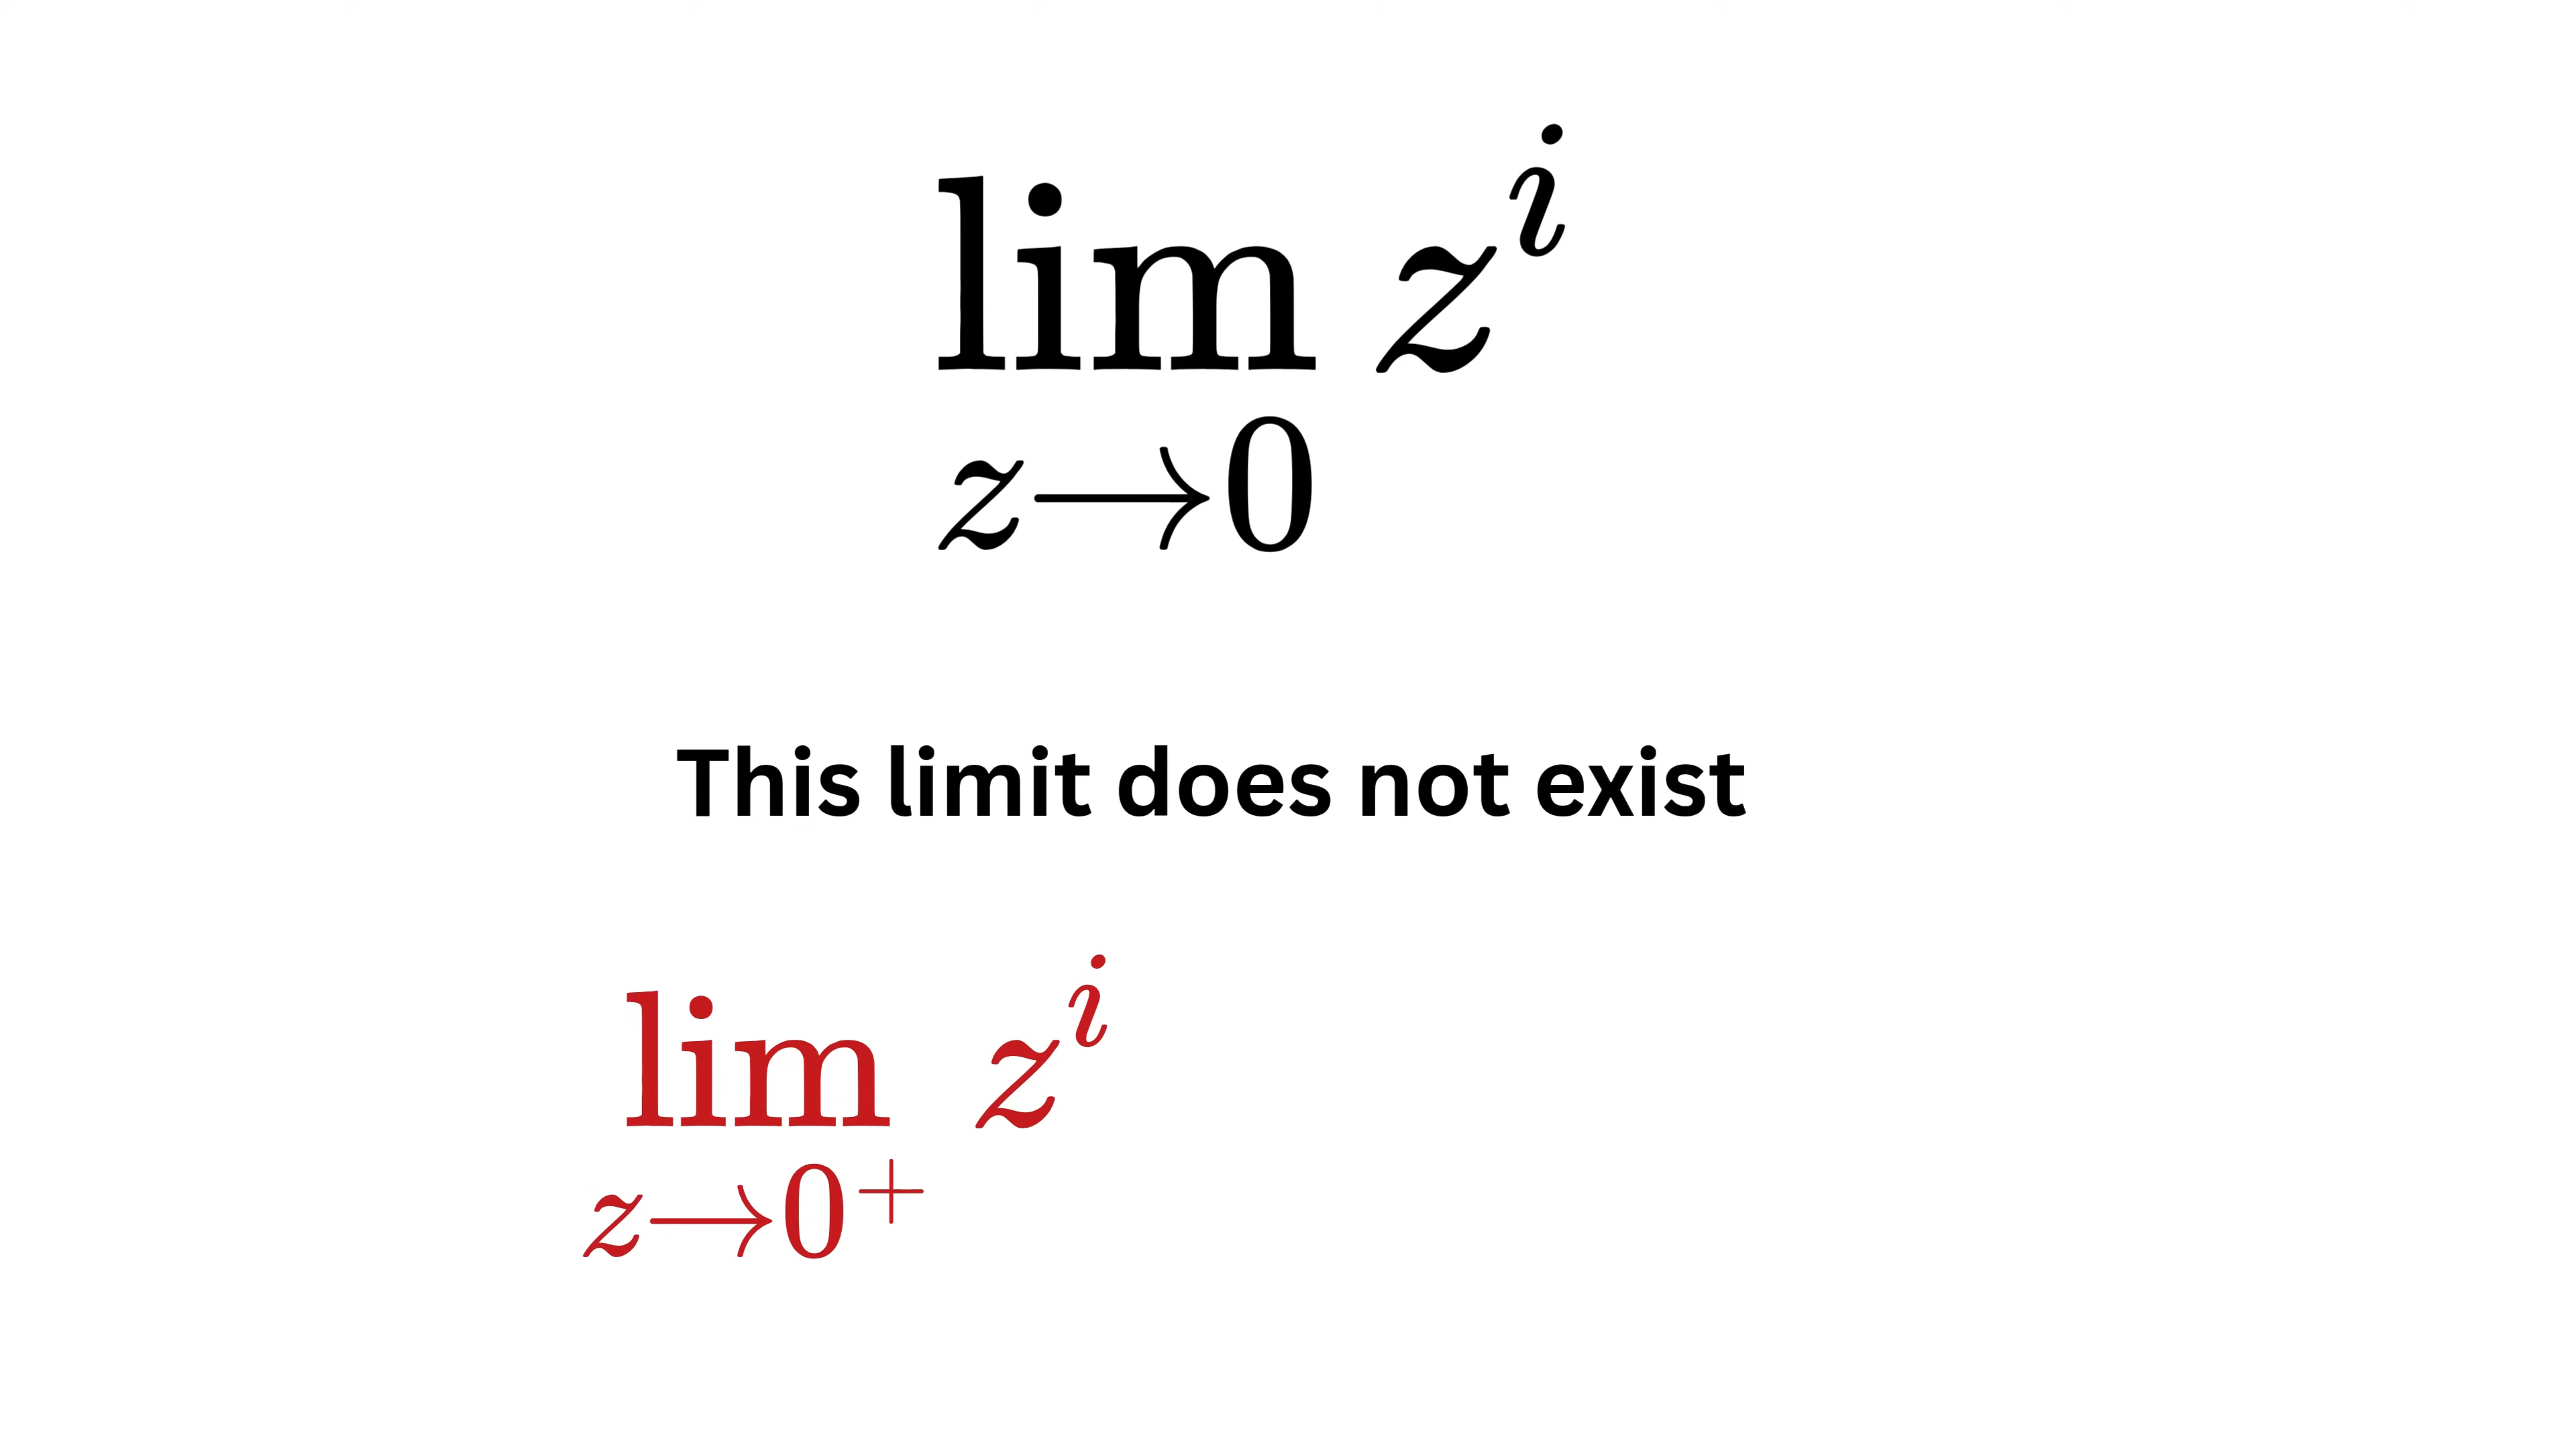 lim z^i
z→0
This limit does not exist
lim z^i
z→0^+